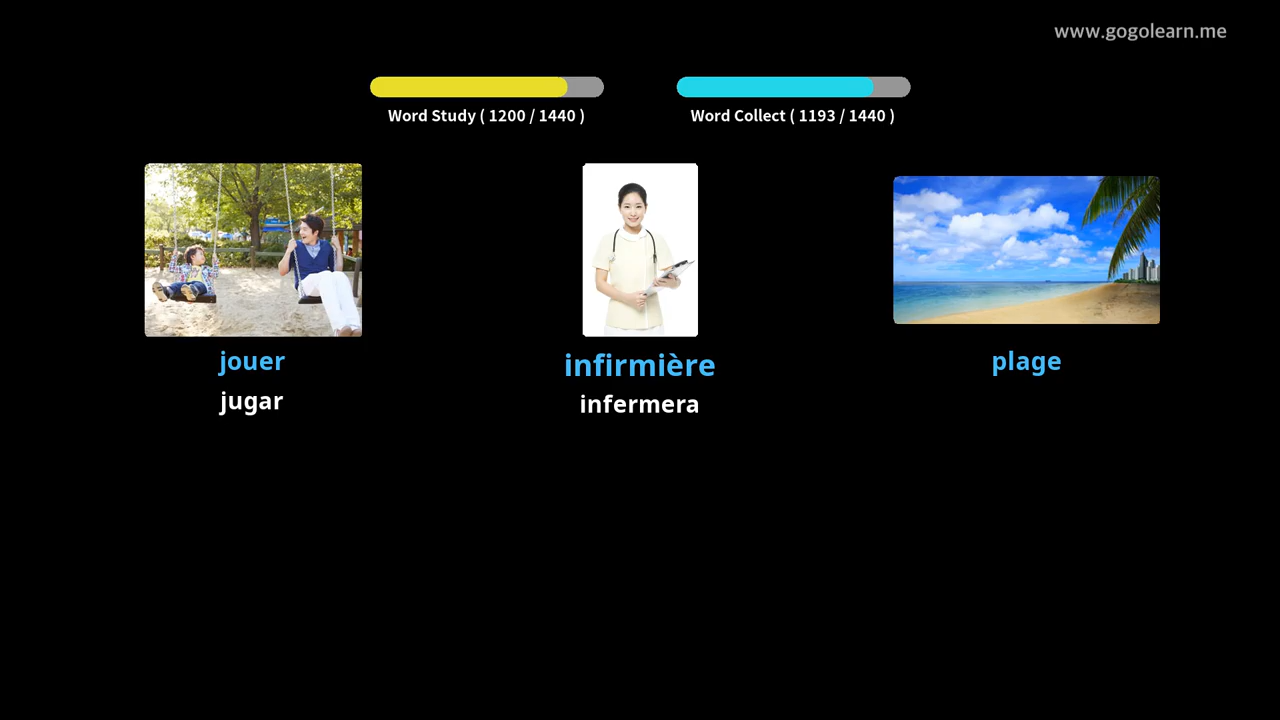 www.gogolearn.me
Word Study ( 1200 / 1440 )
Word Collect ( 1193 / 1440 )
jouer
jugar
infirmière
infermera
plage